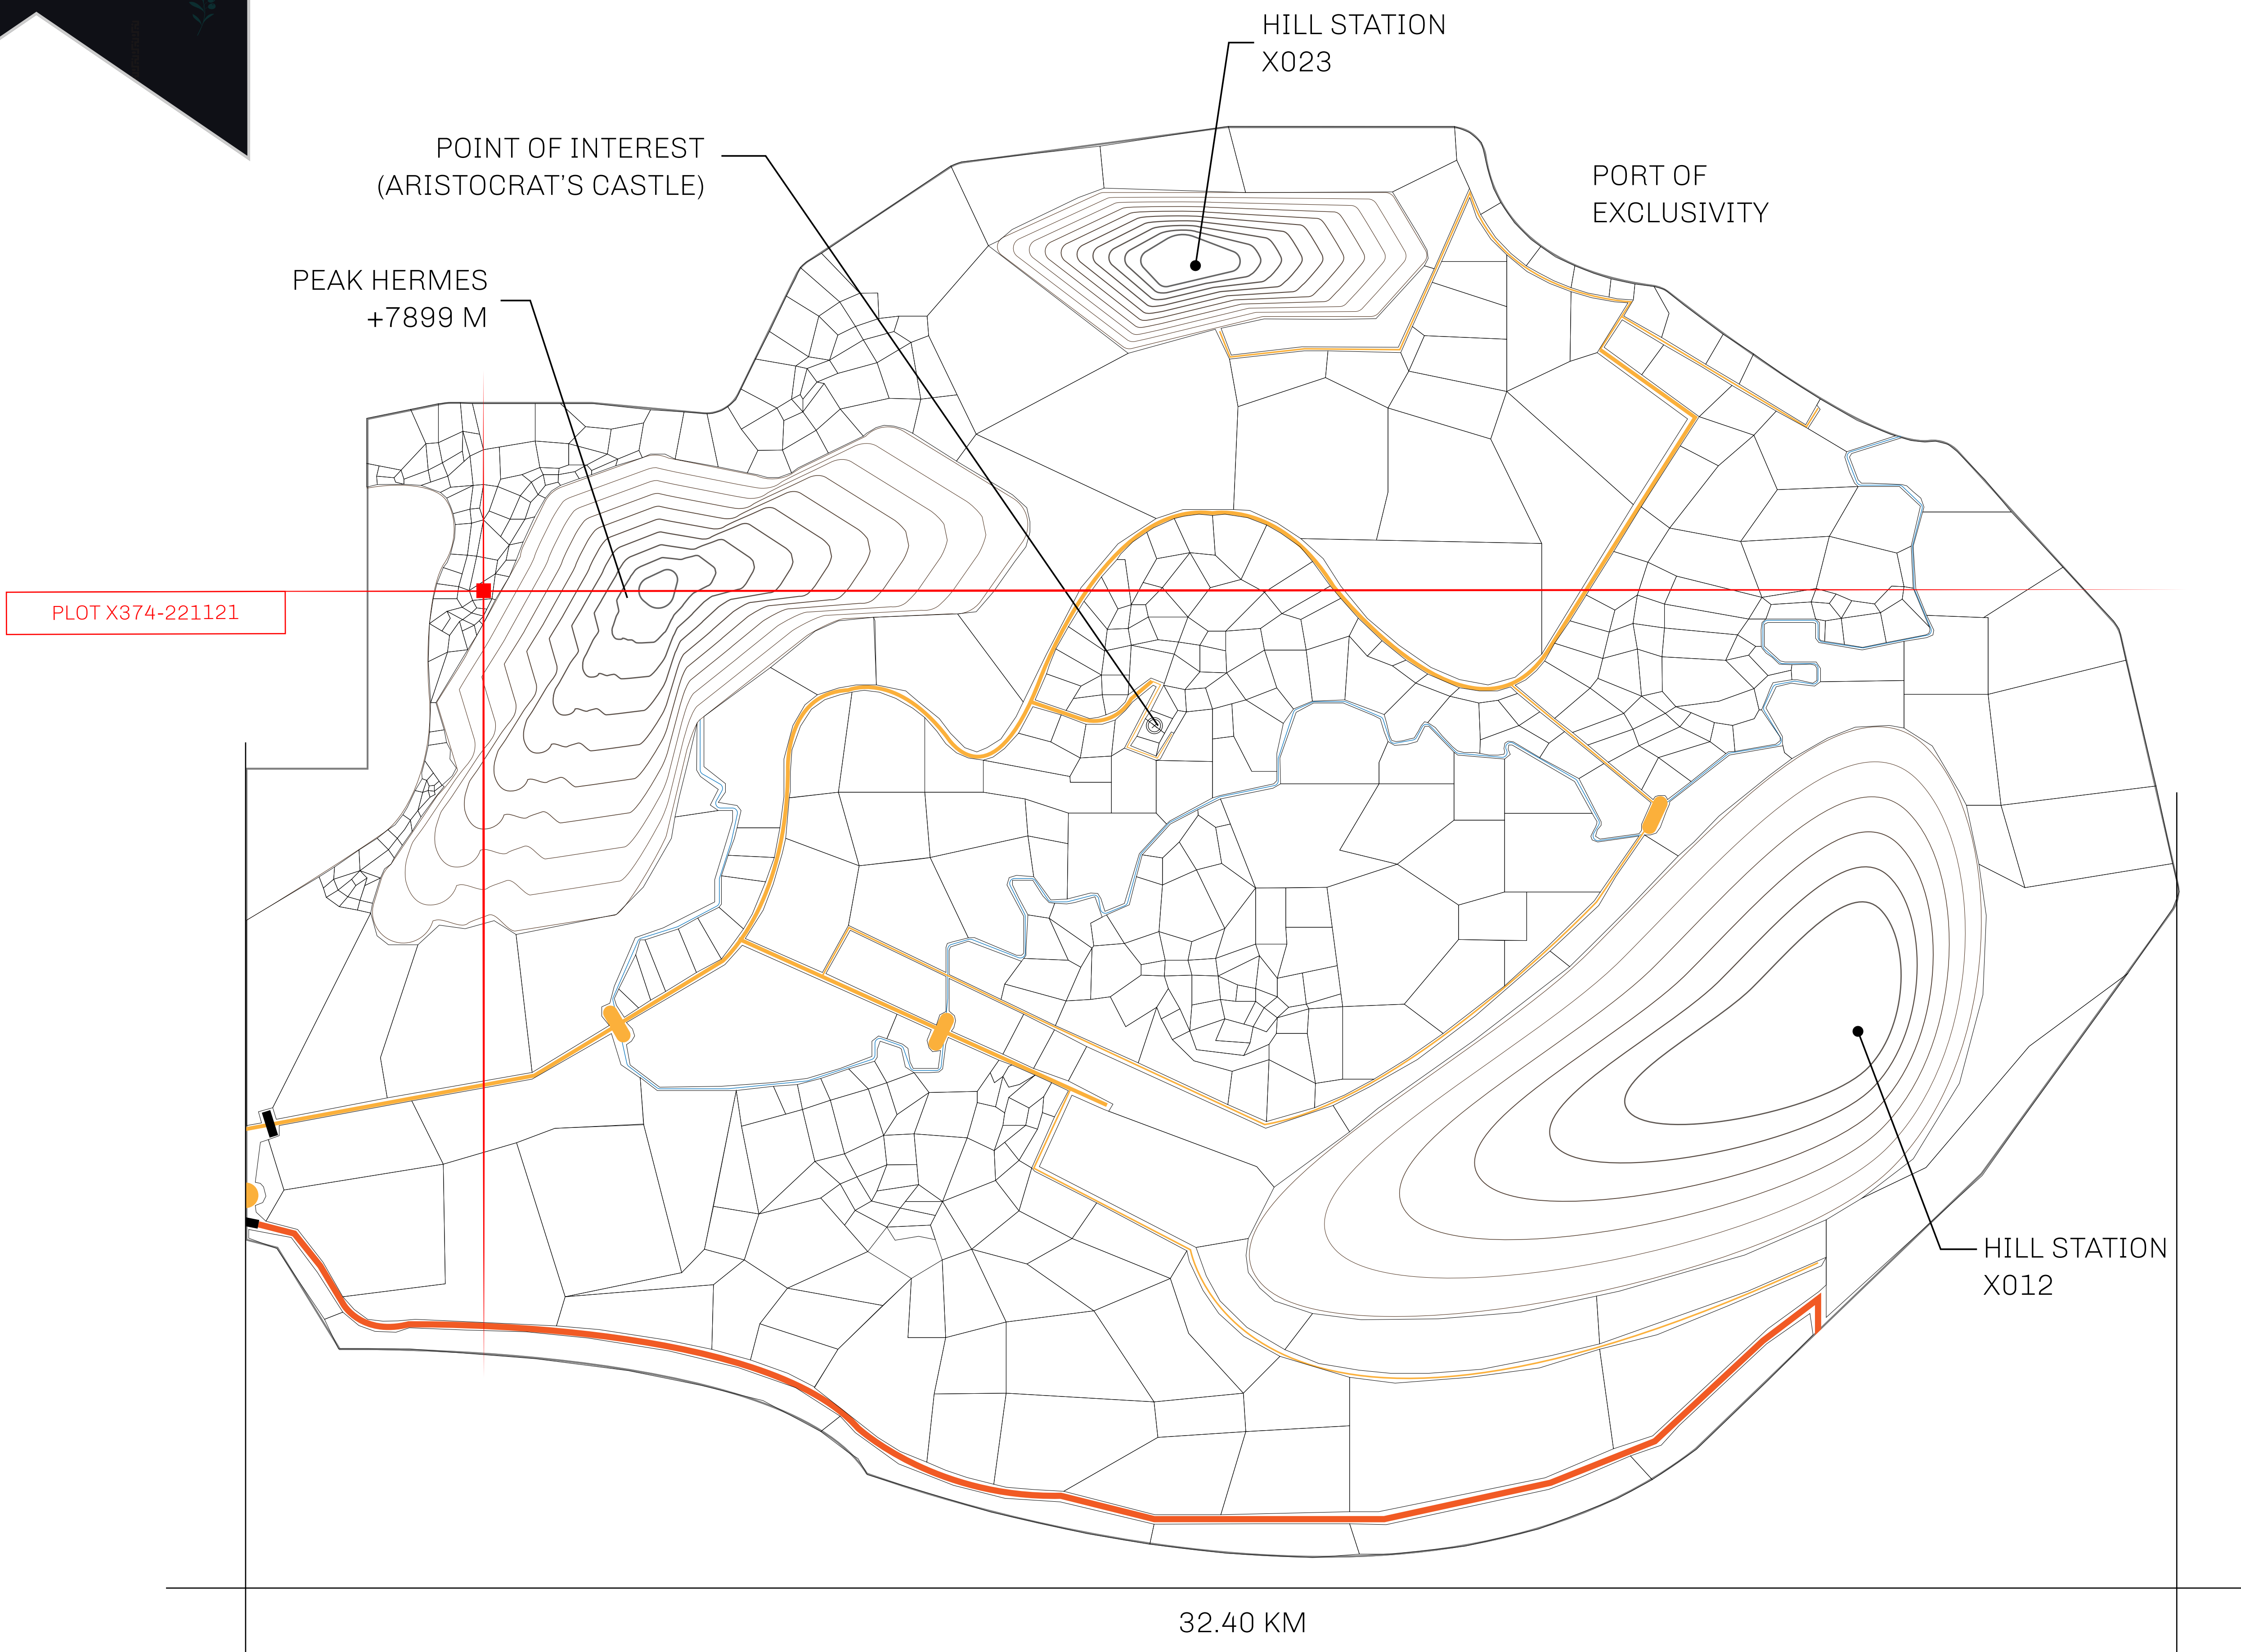 HILL STATION
X023
POINT OF INTEREST
(ARISTOCRAT'S CASTLE)
PORT OF
EXCLUSIVITY
PEAK HERMES
+7899 M
PLOT X374-221121
HILL STATION
X012
32.40 KM